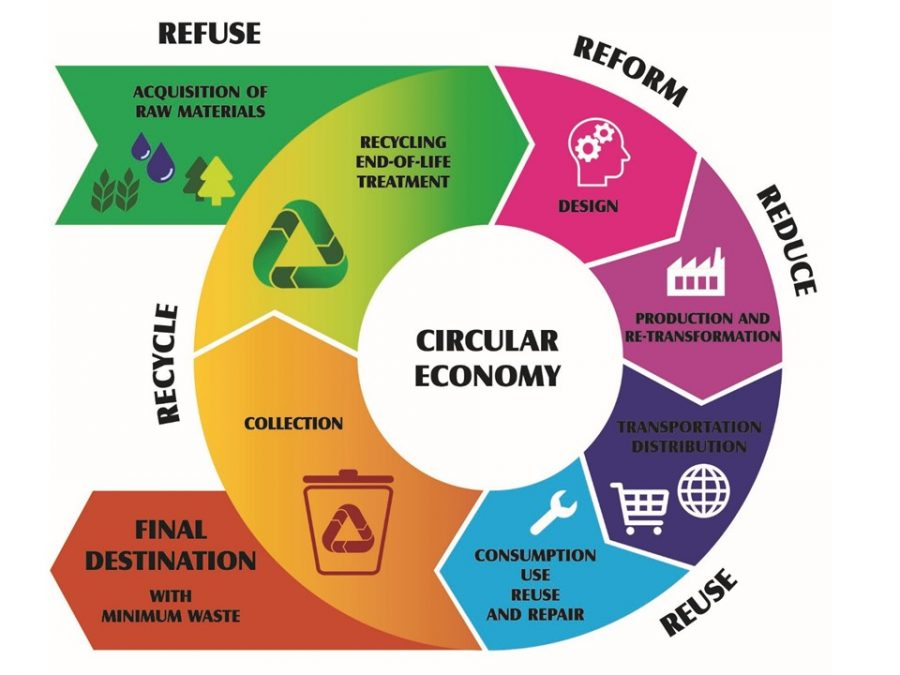 REFUSE
ACQUISITION OF
RAW MATERIALS
RECYCLING
END-OF-LIFE
TREATMENT
REFORM
DESIGN
REDUCE
PRODUCTION AND
RE-TRANSFORMATION
TRANSPORTATION
DISTRIBUTION
REUSE
CONSUMPTION
USE
REUSE
AND REPAIR
COLLECTION
RECYCLE
FINAL
DESTINATION
WITH
MINIMUM WASTE
CIRCULAR
ECONOMY